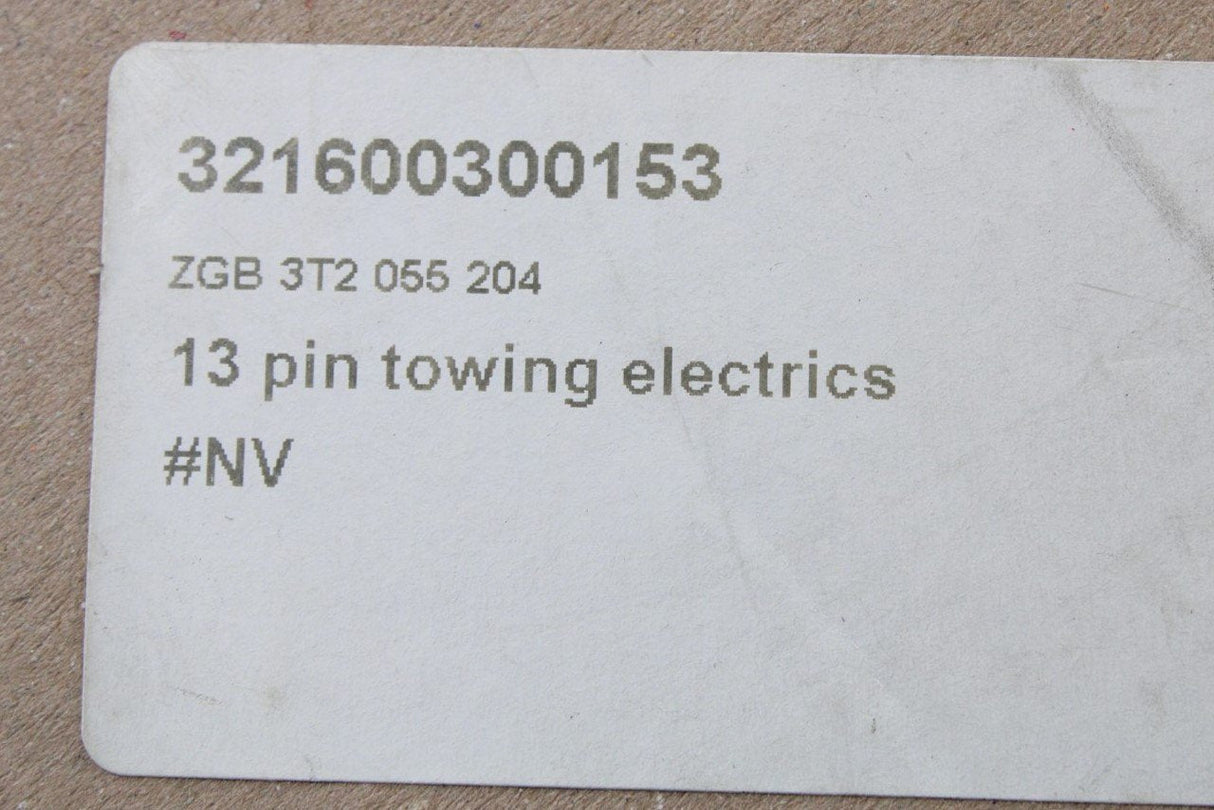 321600300153
ZGB 3T2 055 204
13 pin towing electrics
#NV